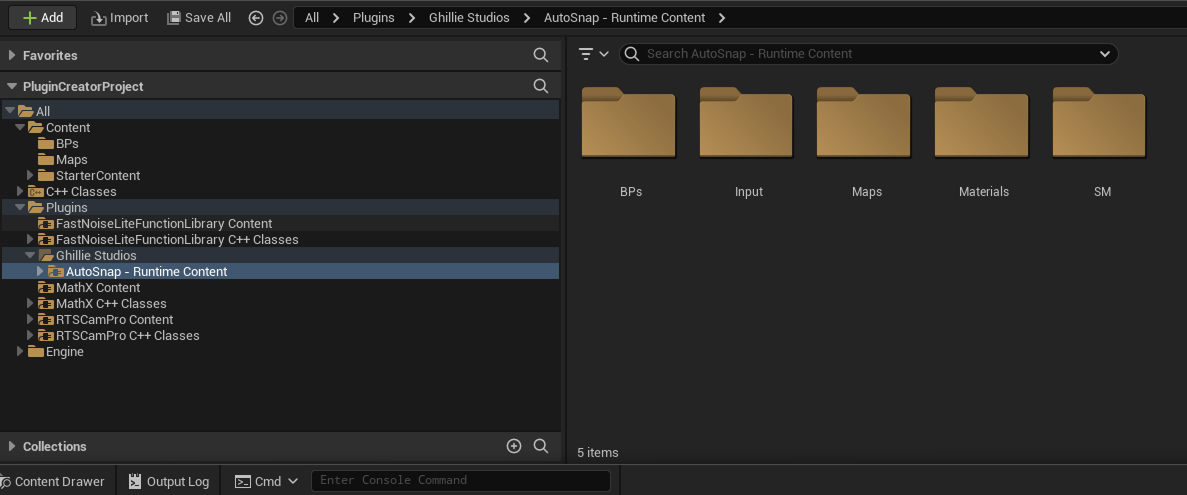 Add Import Save All All Plugins Ghillie Studios AutoSnap - Runtime Content
Favorites
PluginCreatorProject
All
Content
BPs
Maps
StarterContent
C++ Classes
Plugins
FastNoiseLiteFunctionLibrary Content
FastNoiseLiteFunctionLibrary C++ Classes
Ghillie Studios
AutoSnap - Runtime Content
MathX Content
MathX C++ Classes
RTSCamPro Content
RTSCamPro C++ Classes
Engine
Collections
Search AutoSnap - Runtime Content
BPs Input Maps Materials SM
5 items
Content Drawer Output Log Cmd Enter Console Command